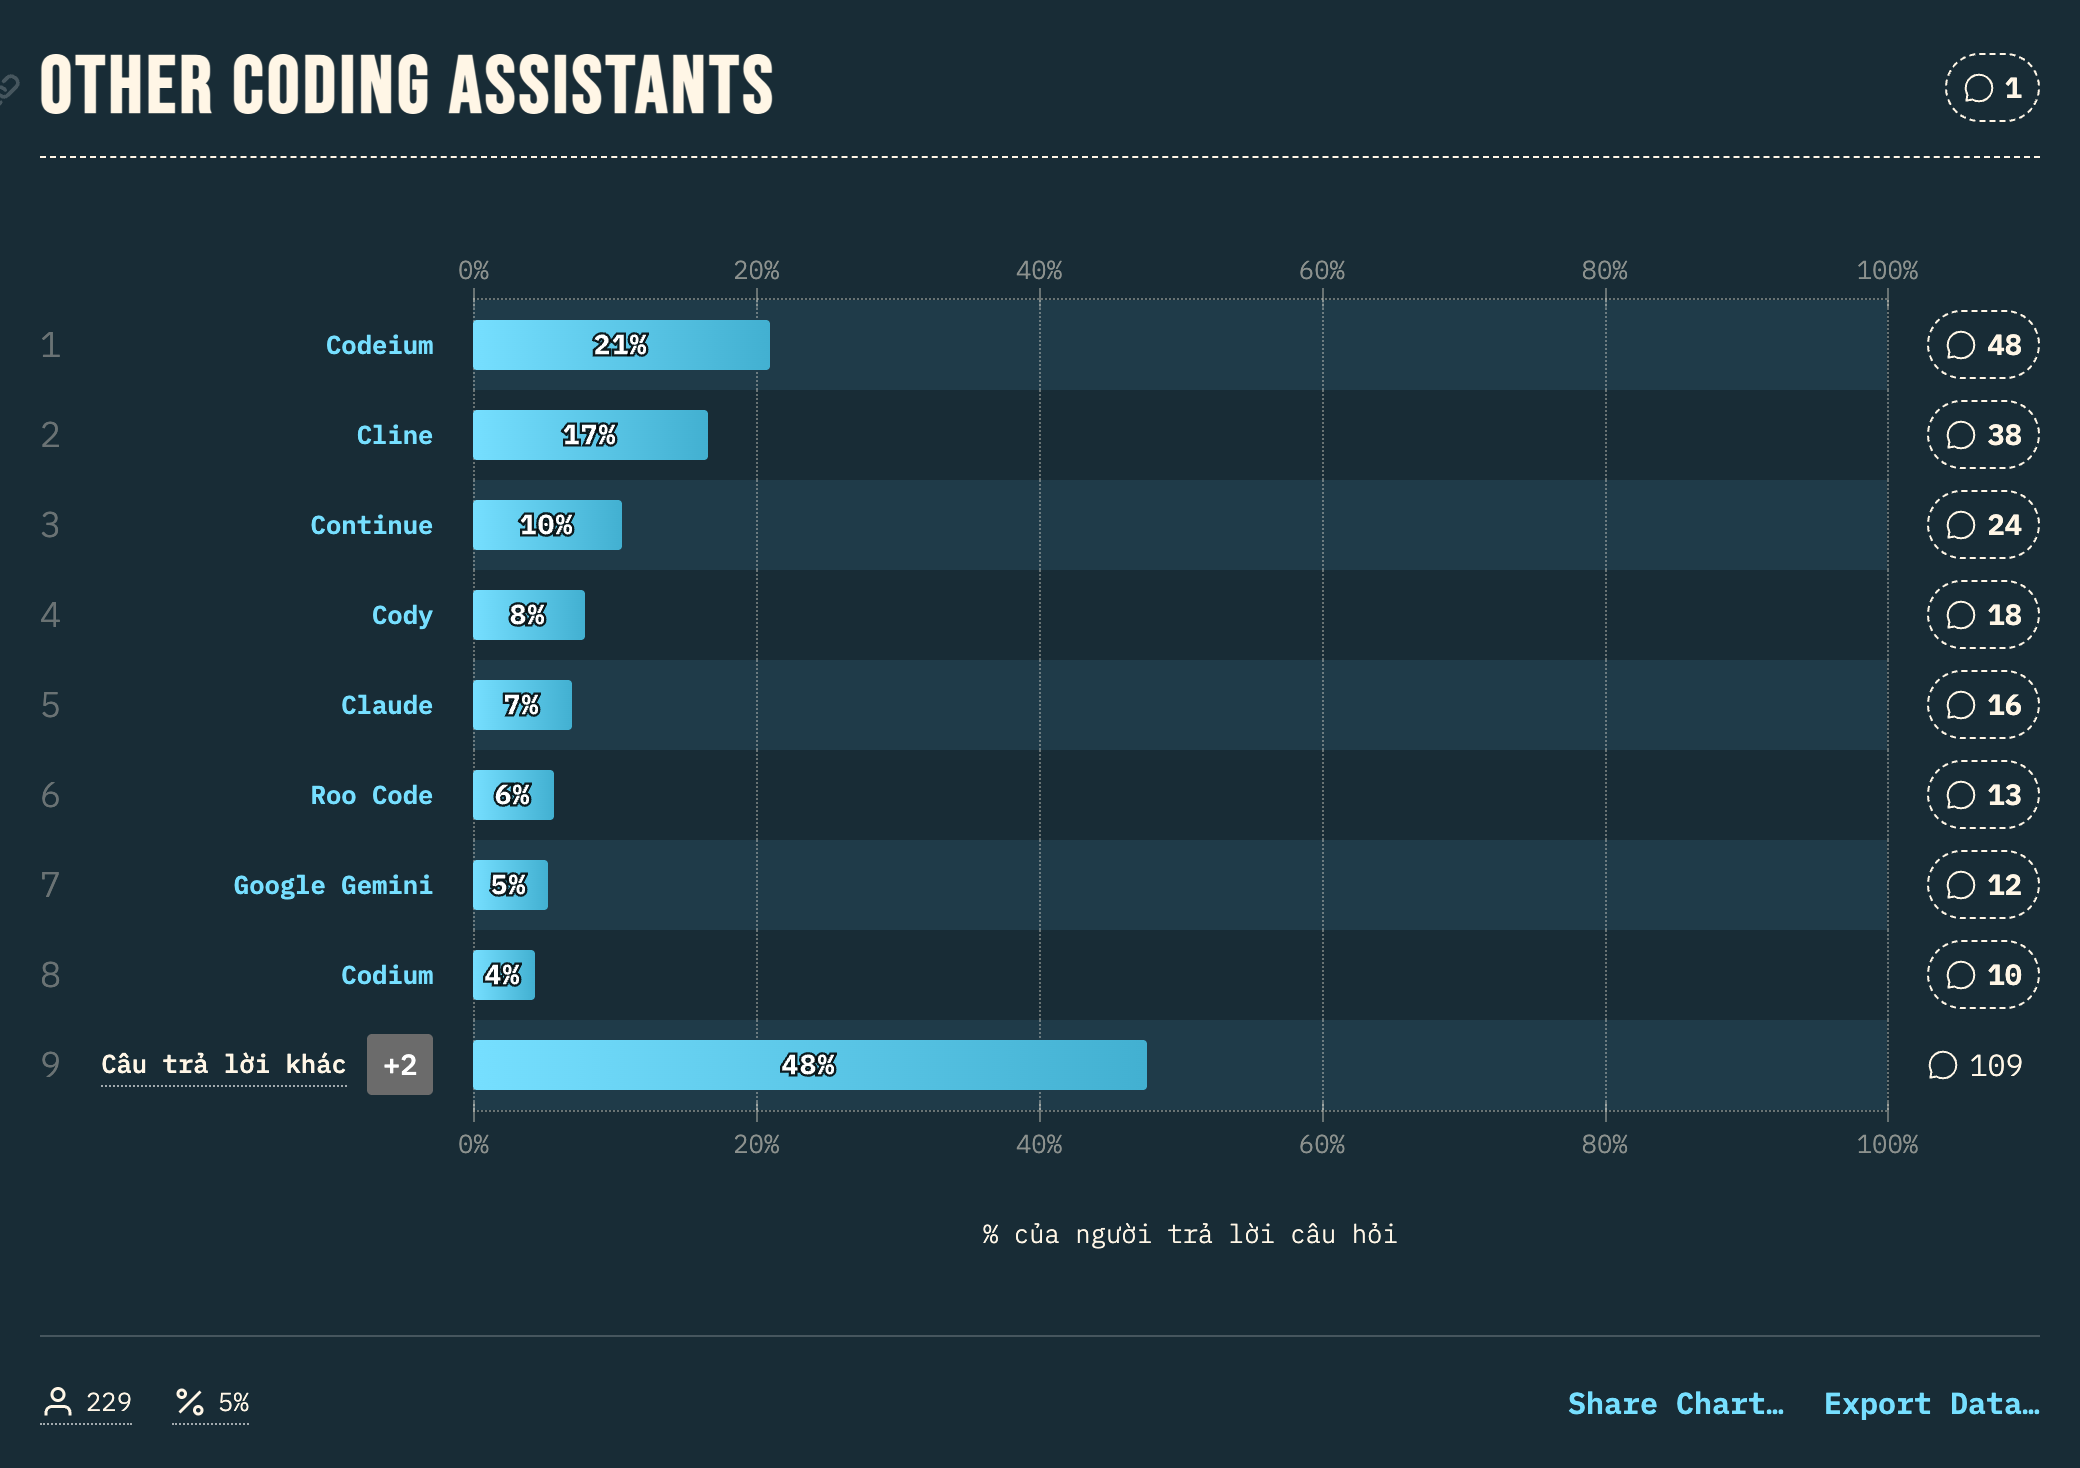 OTHER CODING ASSISTANTS
1
0% 20% 40% 60% 80% 100%
1 Codeium 21% 48
2 Cline 17% 38
3 Continue 10% 24
4 Cody 8% 18
5 Claude 7% 16
6 Roo Code 6% 13
7 Google Gemini 5% 12
8 Codium 4% 10
9 Câu trả lời khác +2 48% 109
0% 20% 40% 60% 80% 100%
% của người trả lời câu hỏi
229 5% Share Chart… Export Data…